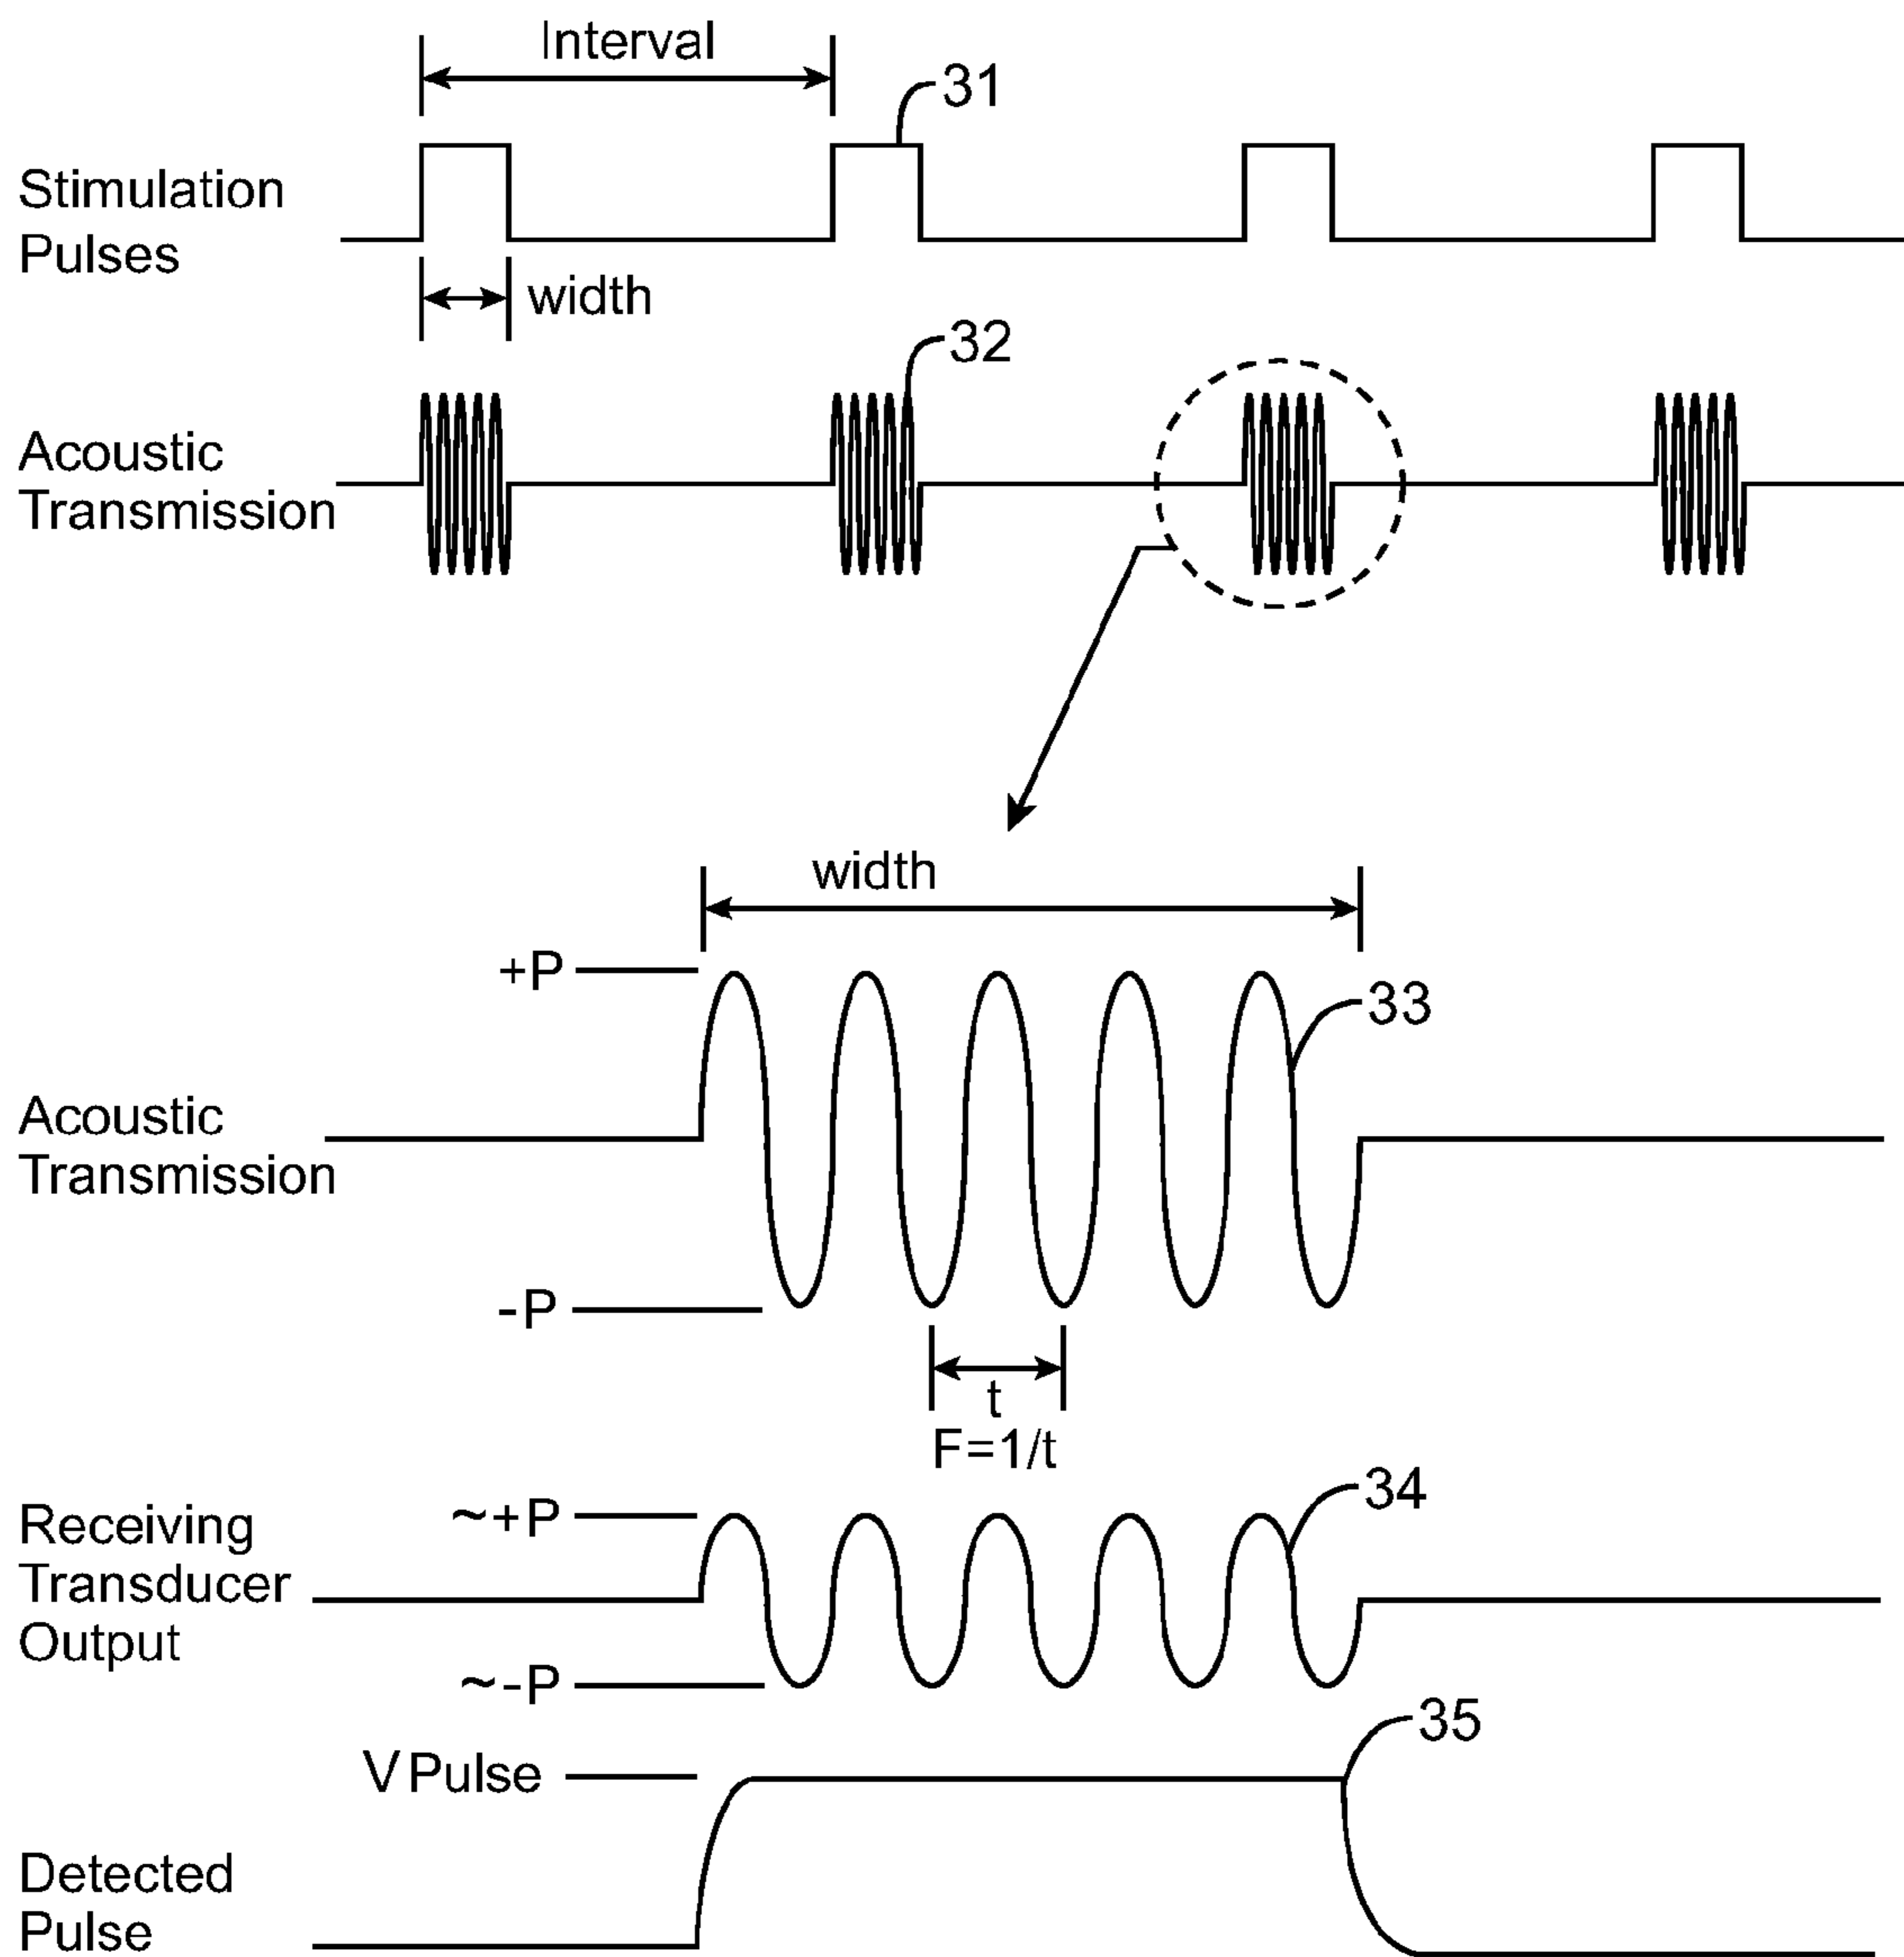 Interval
31
Stimulation
Pulses
width
32
Acoustic
Transmission
width
+P
33
Acoustic
Transmission
-P
t
F=1/t
34
~+P
Receiving
Transducer
Output
~-P
35
V Pulse
Detected
Pulse